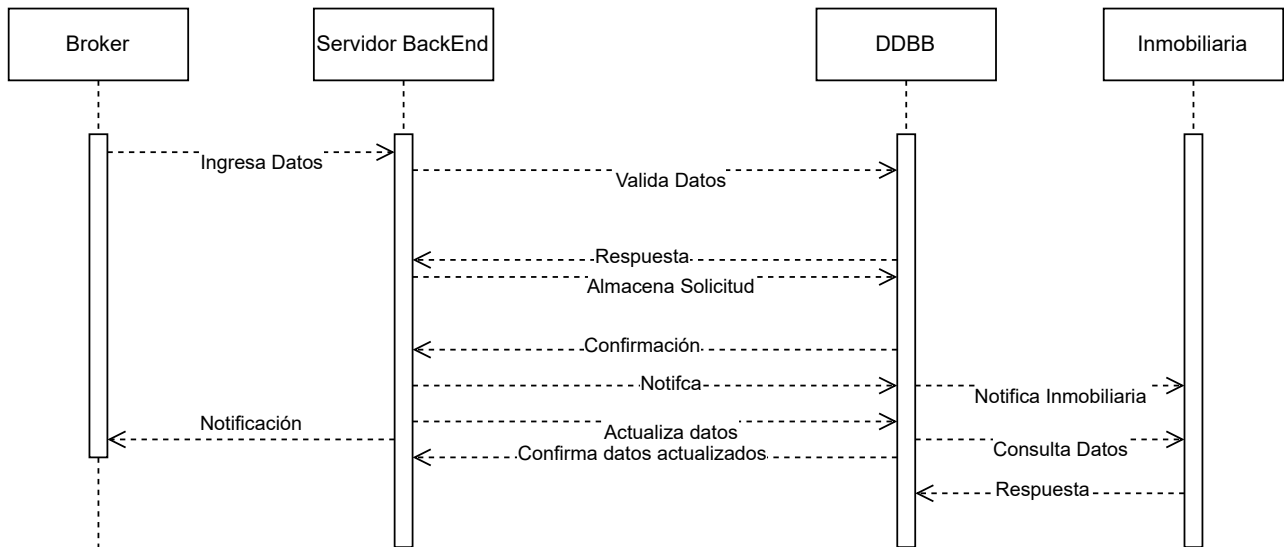 Broker
Servidor BackEnd
DDBB
Inmobiliaria
Ingresa Datos
Valida Datos
Respuesta
Almacena Solicitud
Confirmación
Notifca
Notifica Inmobiliaria
Notificación
Actualiza datos
Consulta Datos
Confirma datos actualizados
Respuesta